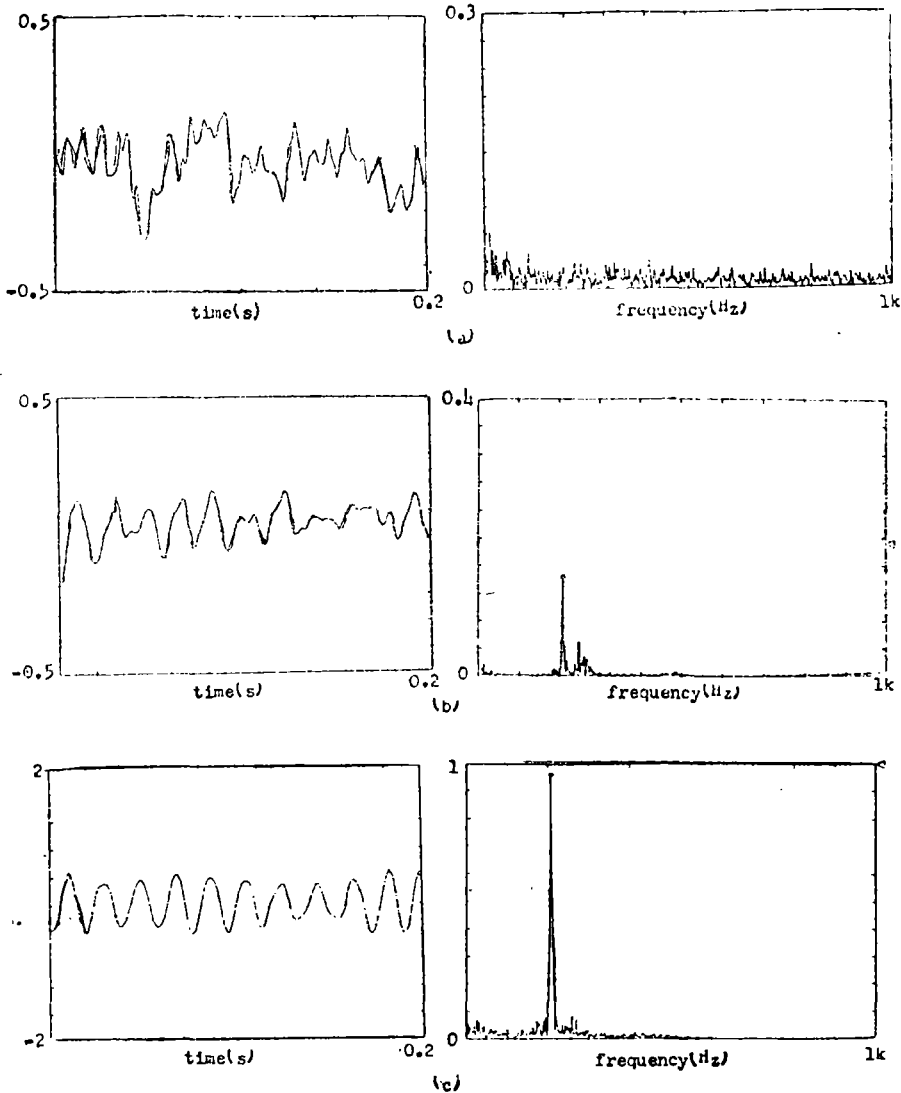 0.5
-0.5
0.2
time(s)
0.3
0
1k
frequency(Hz)
(a)
0.5
-0.5
0.2
time(s)
0.4
0
1k
frequency(Hz)
(b)
2
-2
0.2
time(s)
1
0
1k
frequency(Hz)
(c)